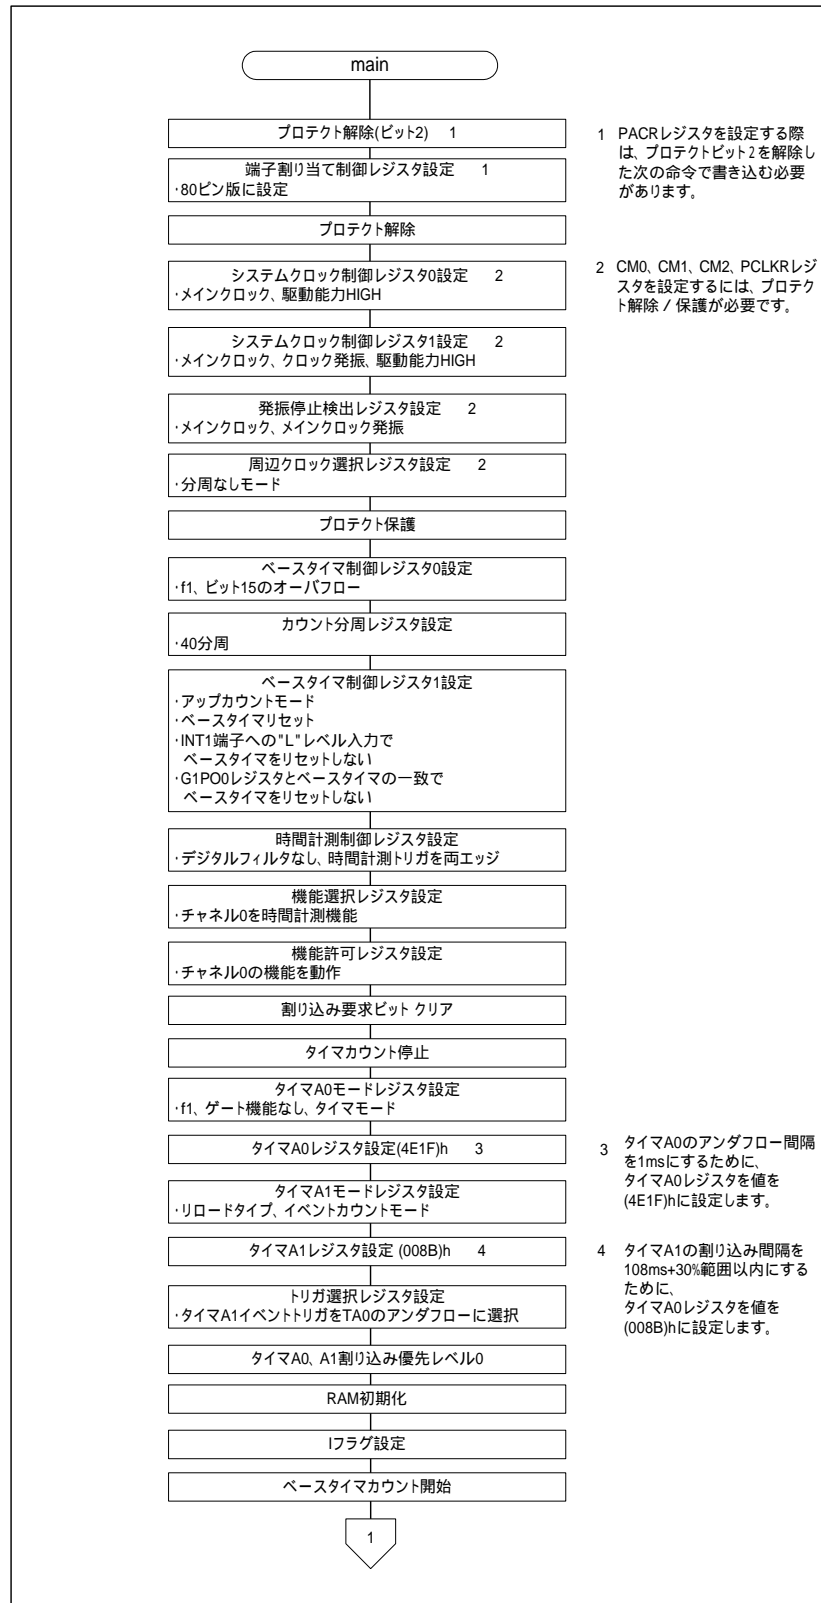 main
プロテクト解除(ビット2) 1
1 PACRレジスタを設定する際
は、プロテクトビット2を解除し
た次の命令で書き込む必要
があります。
端子割り当て制御レジスタ設定 1
・80ピン版に設定
プロテクト解除
システムクロック制御レジスタ0設定 2
・メインクロック、駆動能力HIGH
2 CM0、CM1、CM2、PCLKRレジ
スタを設定するには、プロテク
ト解除/保護が必要です。
システムクロック制御レジスタ1設定 2
・メインクロック、クロック発振、駆動能力HIGH
発振停止検出レジスタ設定 2
・メインクロック、メインクロック発振
周辺クロック選択レジスタ設定 2
・分周なしモード
プロテクト保護
ベースタイマ制御レジスタ0設定
・f1、ビット15のオーバフロー
カウント分周レジスタ設定
・40分周
ベースタイマ制御レジスタ1設定
・アップカウントモード
・ベースタイマリセット
・INT1端子への"L"レベル入力で
ベースタイマをリセットしない
・G1PO0レジスタとベースタイマの一致で
ベースタイマをリセットしない
時間計測制御レジスタ設定
・デジタルフィルタなし、時間計測トリガを両エッジ
機能選択レジスタ設定
・チャネル0を時間計測機能
機能許可レジスタ設定
・チャネル0の機能を動作
割り込み要求ビット クリア
タイマカウント停止
タイマA0モードレジスタ設定
・f1、ゲート機能なし、タイマモード
タイマA0レジスタ設定(4E1F)h 3
3 タイマA0のアンダフロー間隔
を1msにするために、
タイマA0レジスタを値を
(4E1F)hに設定します。
タイマA1モードレジスタ設定
・リロードタイプ、イベントカウントモード
タイマA1レジスタ設定 (008B)h 4
4 タイマA1の割り込み間隔を
108ms+30%範囲以内にする
ために、
タイマA0レジスタを値を
(008B)hに設定します。
トリガ選択レジスタ設定
・タイマA1イベントトリガをTA0のアンダフローに選択
タイマA0、A1割り込み優先レベル0
RAM初期化
Iフラグ設定
ベースタイマカウント開始
1